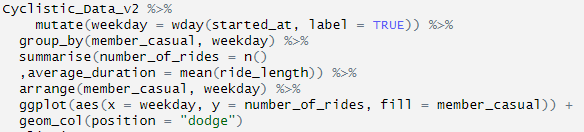 Cyclistic_Data_v2 %>%
mutate(weekday = wday(started_at, label = TRUE)) %>%
group_by(member_casual, weekday) %>%
summarise(number_of_rides = n()
,average_duration = mean(ride_length)) %>%
arrange(member_casual, weekday) %>%
ggplot(aes(x = weekday, y = number_of_rides, fill = member_casual)) +
geom_col(position = "dodge")